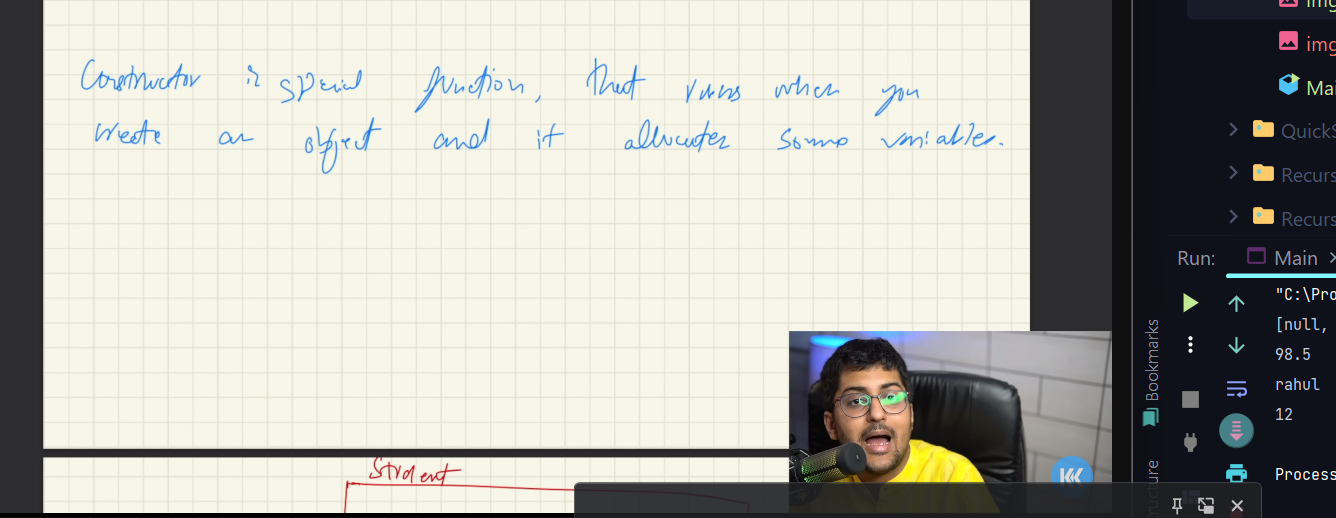 Constructor is special function, that runs when you
create an object and it allocates some variables.
Student
img
img
Mai
QuickS
Recurs
Recurs
Run: Main
"C:\Pro
[null,
98.5
rahul
12
Process
Bookmarks
ructure